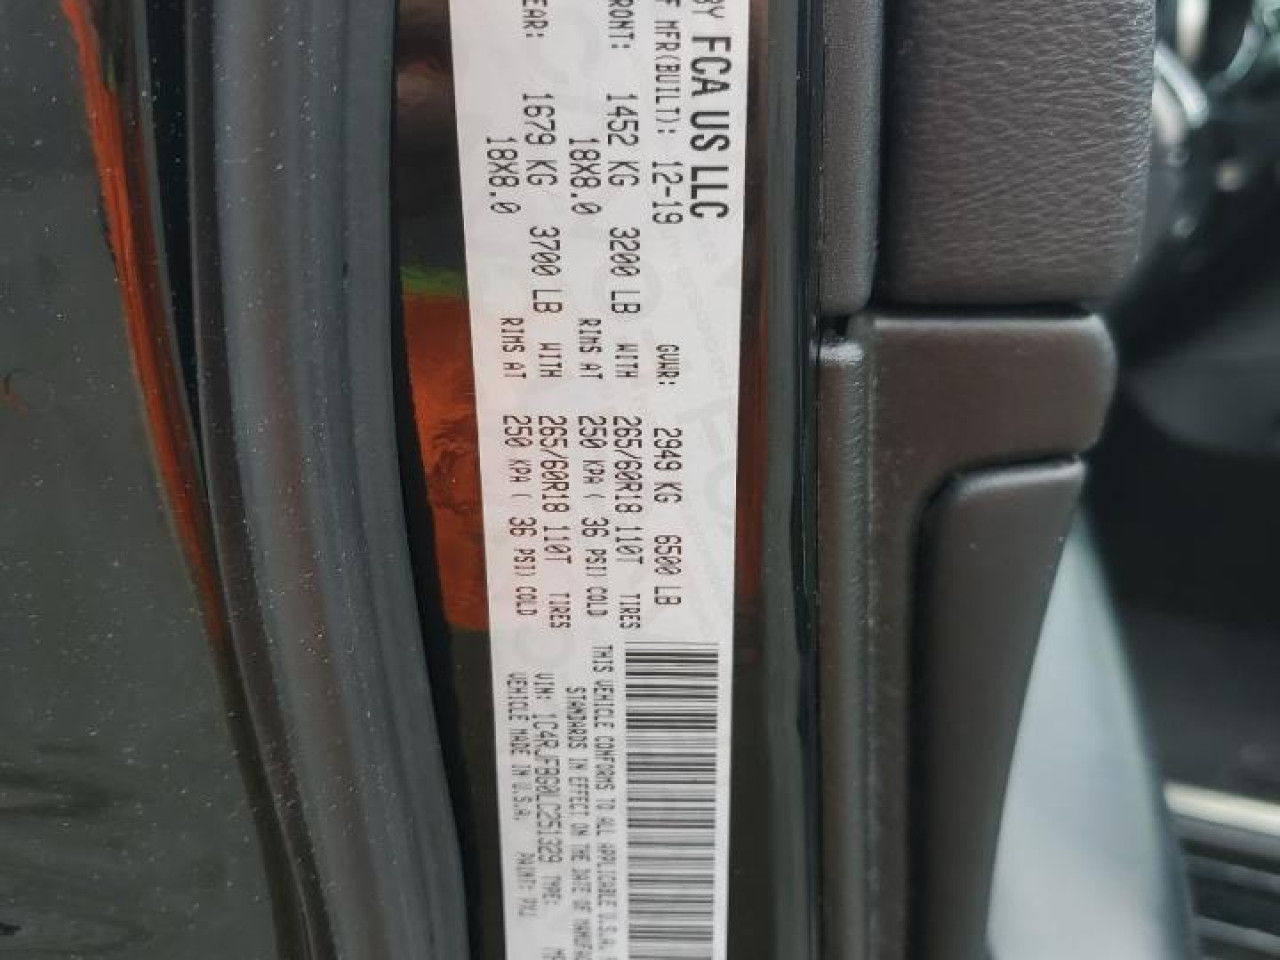 BY FCA US LLC
F MFR(BUILT): 12-19 GVWR: 2949 KG 6500 LB
RONT: 1452 KG 3200 LB WITH 265/60R18 110T TIRES
18X8.0 RIMS AT 250 KPA ( 36 PSI) COLD
EAR: 1679 KG 3700 LB WITH 265/60R18 110T TIRES
18X8.0 RIMS AT 250 KPA ( 36 PSI) COLD
THIS VEHICLE CONFORMS TO ALL APPLICABLE U.S.A.
STANDARDS IN EFFECT ON THE DATE OF MANUFAC
VIN: 1C4RJFBG0LC251329 TYPE:
VEHICLE MADE IN U.S.A. PAINT: PXJ